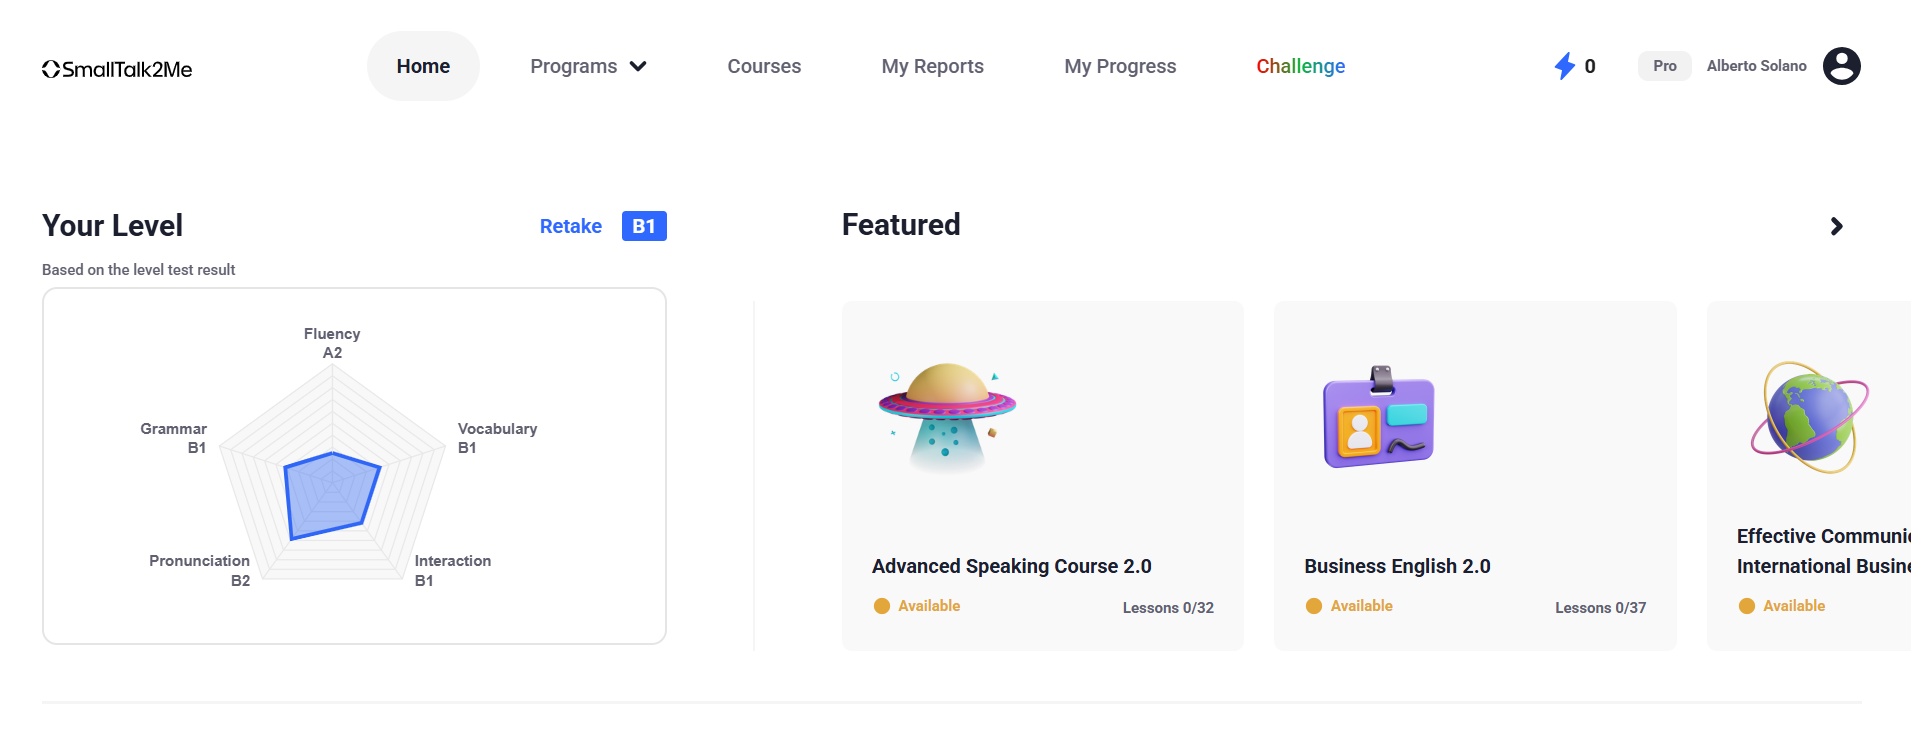 SmallTalk2Me
Home
Programs
Courses
My Reports
My Progress
Challenge
0
Pro
Alberto Solano
Your Level
Retake
B1
Based on the level test result
Fluency
A2
Grammar
B1
Vocabulary
B1
Pronunciation
B2
Interaction
B1
Featured
Advanced Speaking Course 2.0
Available
Lessons 0/32
Business English 2.0
Available
Lessons 0/37
Effective
International
Available